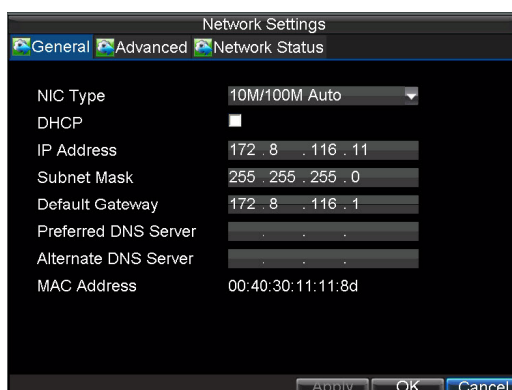 Network Settings
General Advanced Network Status
NIC Type 10M/100M Auto
DHCP
IP Address 172 . 8 . 116 . 11
Subnet Mask 255 . 255 . 255 . 0
Default Gateway 172 . 8 . 116 . 1
Preferred DNS Server . . .
Alternate DNS Server . . .
MAC Address 00:40:30:11:11:8d
Apply OK Cancel